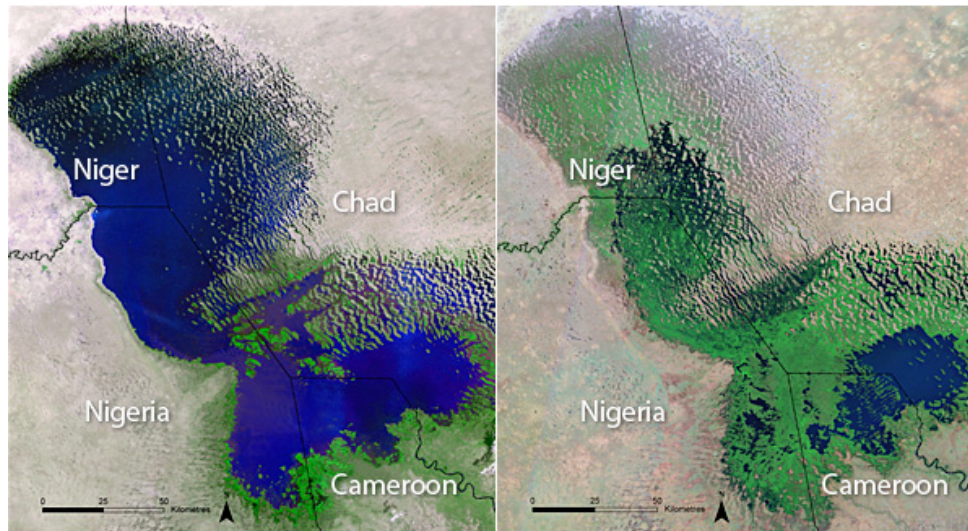 Niger
Chad
Nigeria
Cameroon
N
0 25 50
Kilometres
Niger
Chad
Nigeria
Cameroon
N
0 25 50
Kilometres